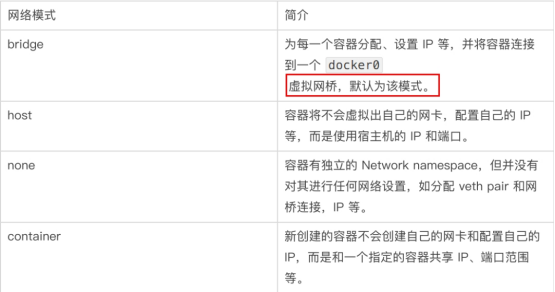 网络模式 简介
bridge 为每一个容器分配、设置 IP 等，并将容器连接
到一个 docker0
虚拟网桥，默认为该模式。
host 容器将不会虚拟出自己的网卡，配置自己的 IP
等，而是使用宿主机的 IP 和端口。
none 容器有独立的 Network namespace，但并没有
对其进行任何网络设置，如分配 veth pair 和网
桥连接，IP 等。
container 新创建的容器不会创建自己的网卡和配置自己的
IP，而是和一个指定的容器共享 IP、端口范围
等。